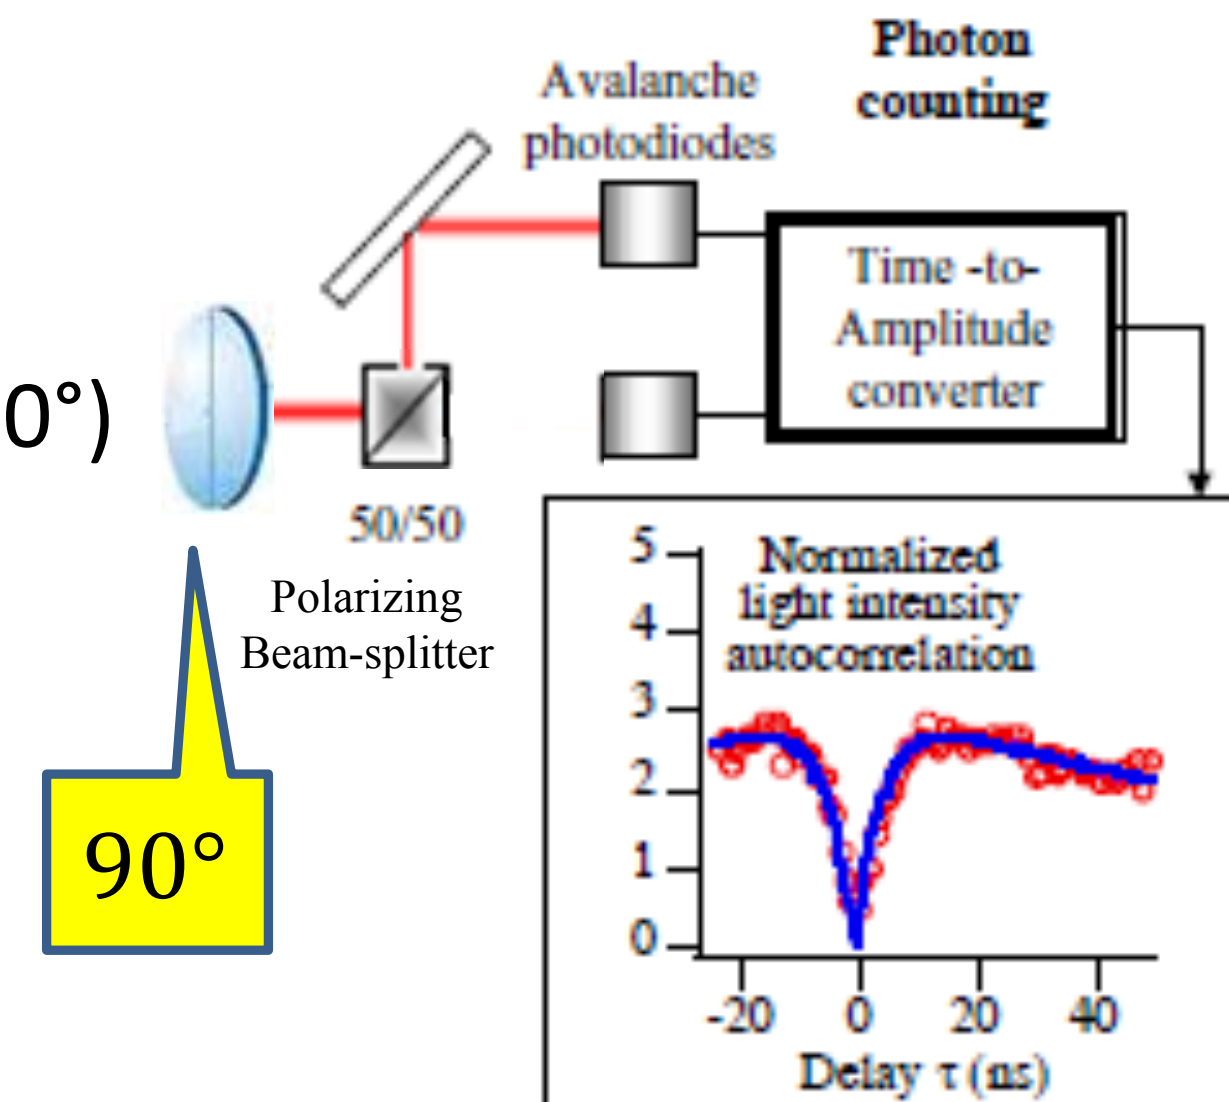 Photon
counting
Avalanche
photodiodes
Time -to-
Amplitude
converter
0°)
50/50
Polarizing
Beam-splitter
90°
Normalized
light intensity
autocorrelation
5
4
3
2
1
0
-20 0 20 40
Delay τ (ns)